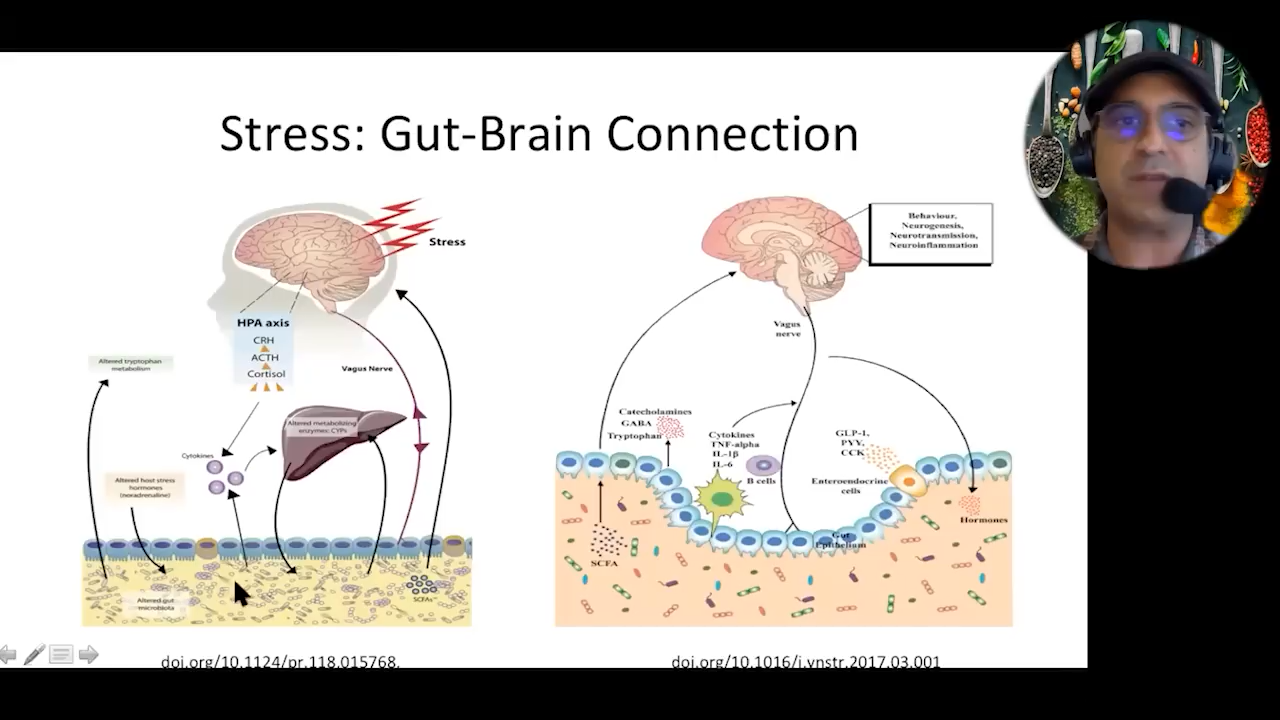 Stress: Gut-Brain Connection
Stress
HPA axis
CRH
ACTH
Cortisol
Vagus Nerve
Altered tryptophan
metabolism
Altered metabolizing
enzymes: CYPs
Cytokines
Altered host stress
hormones
(noradrenaline)
Altered gut
microbiota
SCFAs
doi.org/10.1124/pr.118.015768.
Behaviour,
Neurogenesis,
Neurotransmission,
Neuroinflammation
Vagus
nerve
Catecholamines
GABA
Tryptophan
Cytokines
TNF-alpha
IL-1β
IL-6
B cells
GLP-1,
PYY,
CCK
Enteroendocrine
cells
Hormones
Gut
Epithelium
SCFA
doi.org/10.1016/j.ynstr.2017.03.001